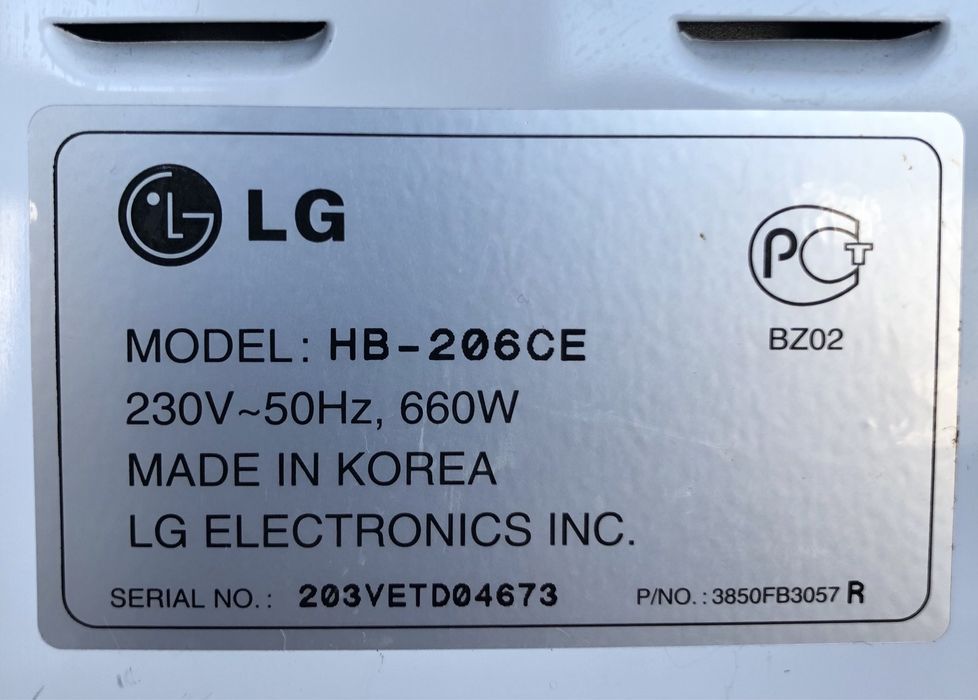 LG
PCT
BZ02
MODEL: HB-206CE
230V~50Hz, 660W
MADE IN KOREA
LG ELECTRONICS INC.
SERIAL NO.: 203VETD04673 P/NO.:3850FB3057 R